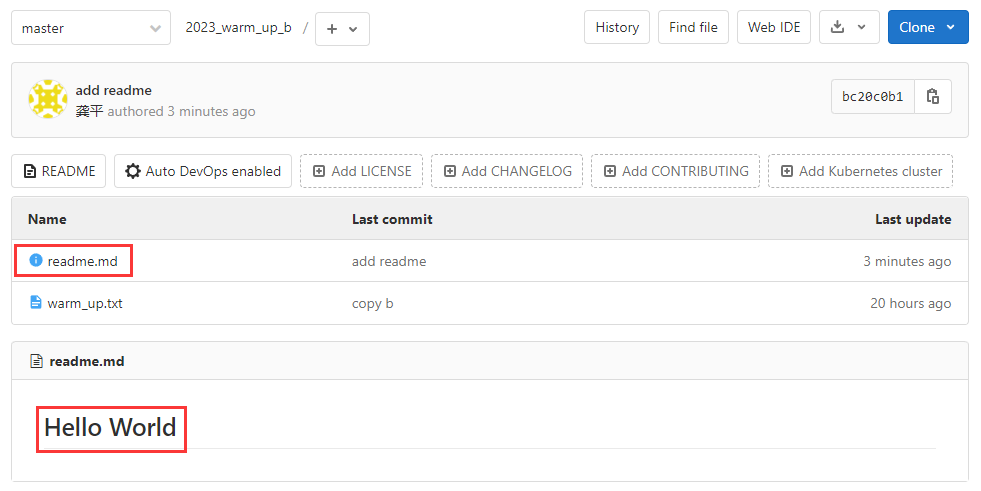 master 2023_warm_up_b / + History Find file Web IDE Clone
add readme
龚平 authored 3 minutes ago bc20c0b1
README Auto DevOps enabled Add LICENSE Add CHANGELOG Add CONTRIBUTING Add Kubernetes cluster
Name Last commit Last update
readme.md add readme 3 minutes ago
warm_up.txt copy b 20 hours ago
readme.md
Hello World